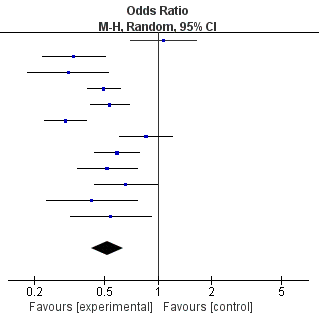 Odds Ratio
M-H, Random, 95% CI
0.2 0.5 1 2 5
Favours [experimental] Favours [control]